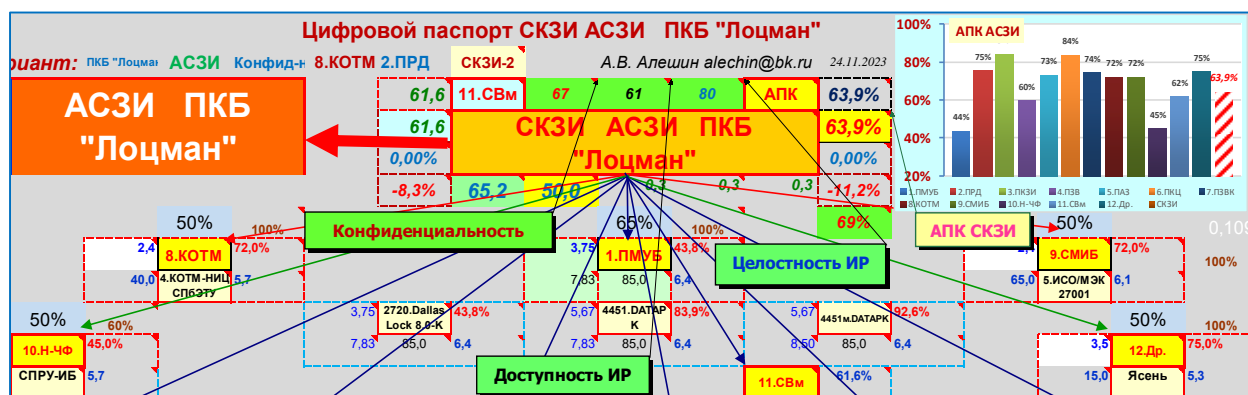 Цифровой паспорт СКЗИ АСЗИ ПКБ "Лоцман"
риант: ПКБ "Лоцман АСЗИ Конфид-н 8.КОТМ 2.ПРД СКЗИ-2 А.В. Алешин alechin@bk.ru 24.11.2023
АСЗИ ПКБ
"Лоцман"
61,6 11.СВм 67 61 80 АПК 63,9%
61,6 СКЗИ АСЗИ ПКБ 63,9%
0,00% "Лоцман" 0,00%
-8,3% 65,2 50,0 0,3 0,3 0,3 -11,2%
69%
100%
80%
60%
40%
20%
АПК АСЗИ
44% 75% 60% 73% 84% 74% 72% 72% 45% 62% 75% 63,9%
1.ПМУБ 2.ПРД 3.ПКЗИ 4.ПЗВ 5.ПАЗ 6.ПКЦ 7.ПЗВК
8.КОТМ 9.СМИБ 10.Н-ЧФ 11.СВм 12.Др. СКЗИ
50% 100% Конфиденциальность 65% 100% АПК СКЗИ 50% 0,109
2,4 8.КОТМ 72,0% 3,75 1.ПМУБ 43,8% Целостность ИР 9.СМИБ 72,0% 100%
40,0 4.КОТМ-НИЦ СПбЭТУ 5,7 7,83 85,0 6,4 65,0 5.ИСО/МЭК 27001 6,1
50% 60% 3,75 2720.Dallas Lock 8.0-K 43,8% 5,67 4451.DATAPK 83,9% 5,67 4451м.DATAPK 92,6% 50% 100%
7,83 85,0 6,4 7,83 85,0 6,4 8,50 85,0 6,4
10.Н-ЧФ 45,0% 3,5 12.Др. 75,0%
СПРУ-ИБ 5,7 Доступность ИР 11.СВм 61,6% 15,0 Ясень 5,3